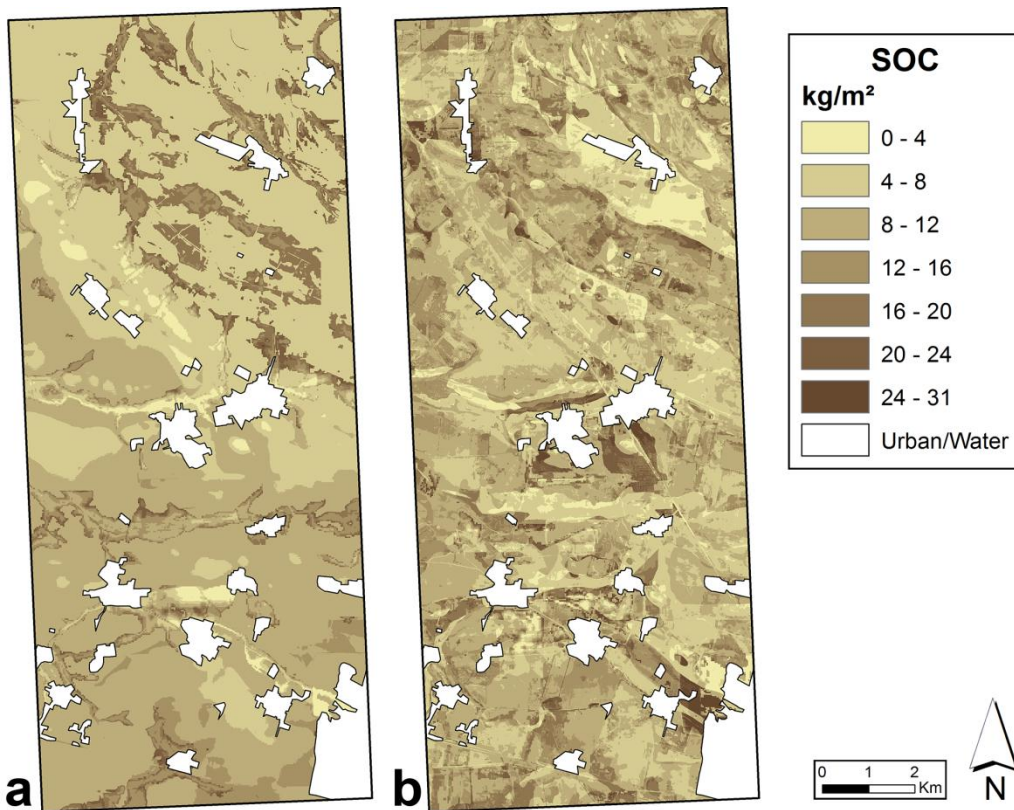 a
b
SOC
kg/m²
0 - 4
4 - 8
8 - 12
12 - 16
16 - 20
20 - 24
24 - 31
Urban/Water
0 1 2
Km
N